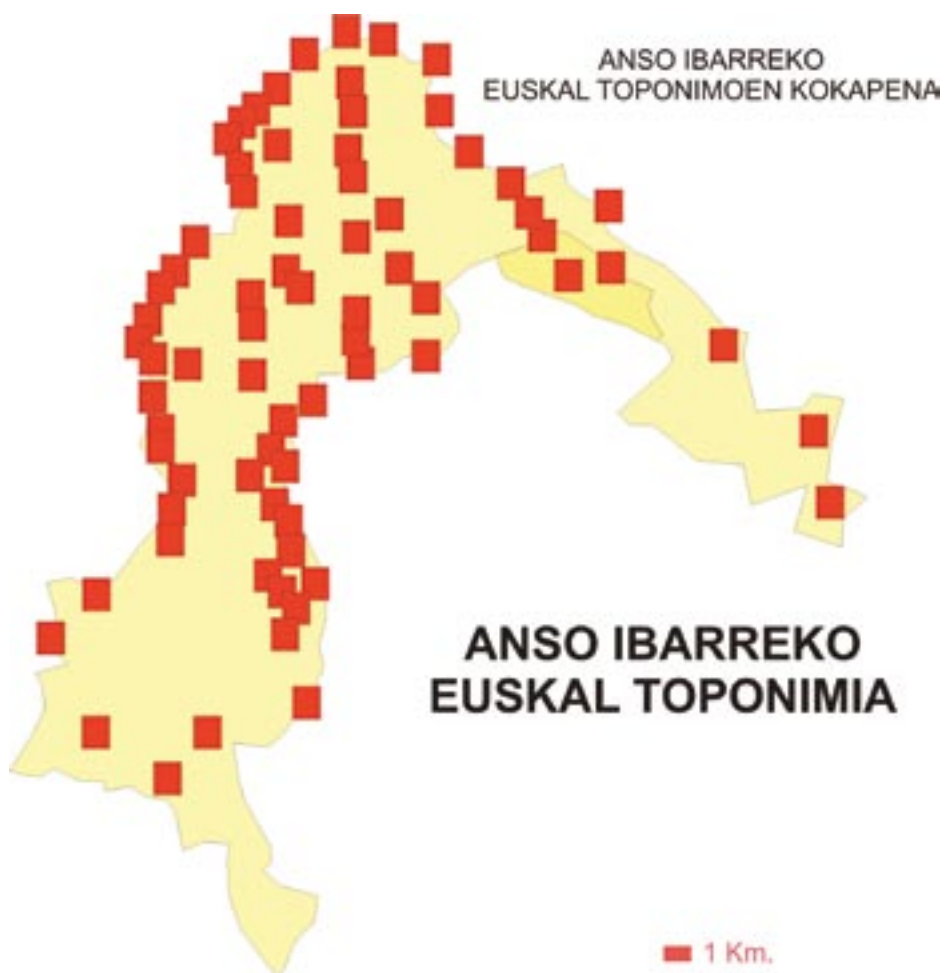 ANSO IBARREKO
EUSKAL TOPONIMOEN KOKAPENA
ANSO IBARREKO
EUSKAL TOPONIMIA
1 Km.